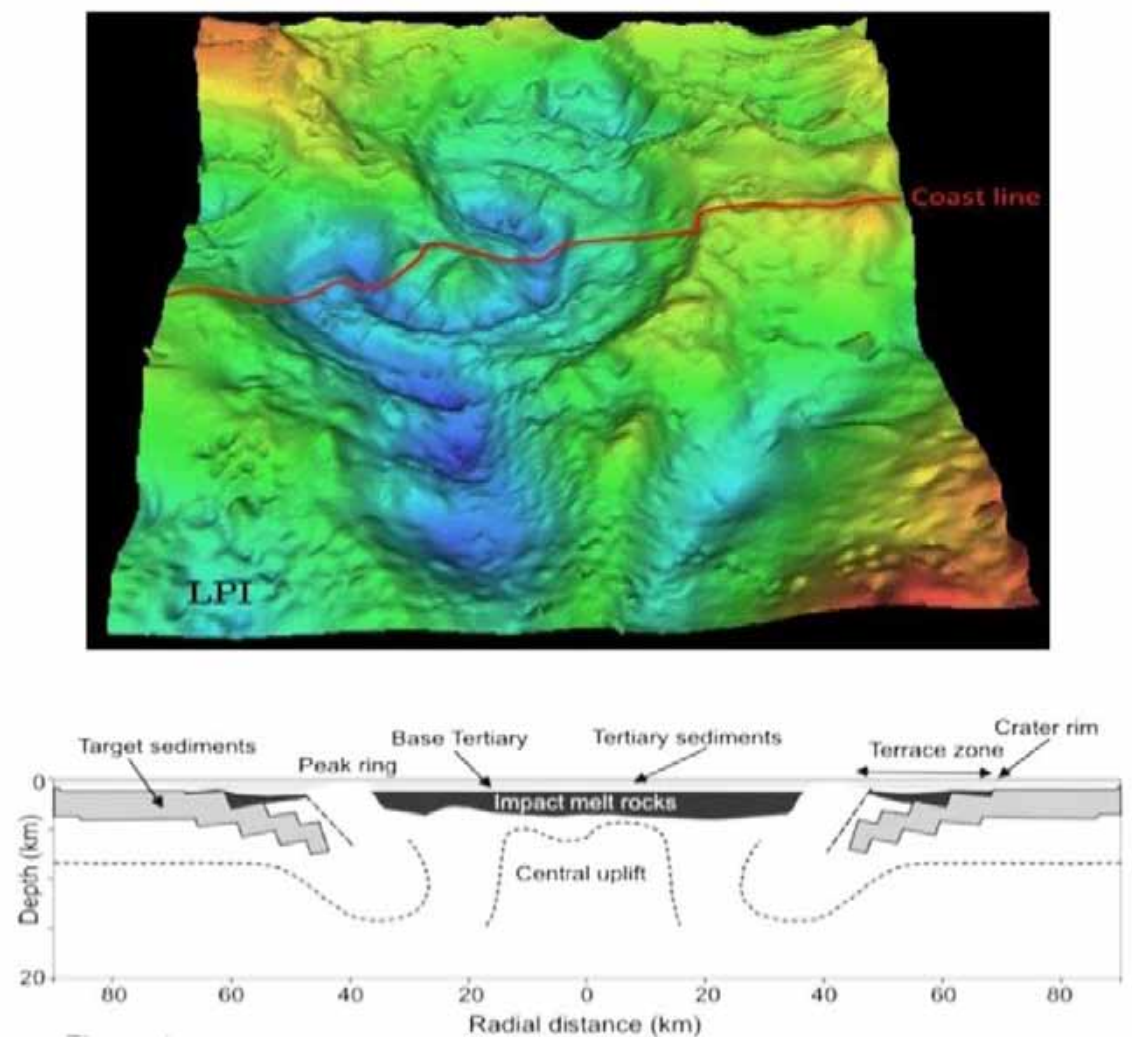 Coast line
LPI
Target sediments
Base Tertiary
Tertiary sediments
Crater rim
Peak ring
Terrace zone
0
Impact melt rocks
Depth (km)
Central uplift
20
80 60 40 20 0 20 40 60 80
Radial distance (km)